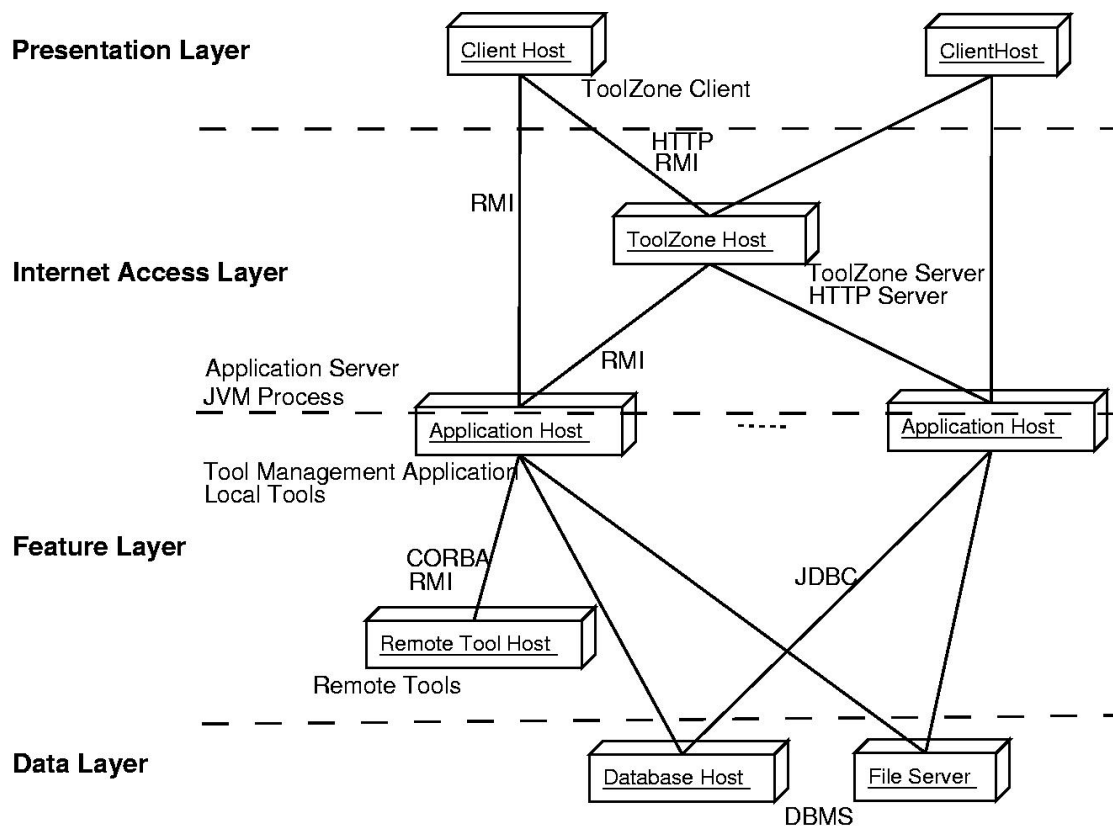 Presentation Layer
Client Host
ClientHost
ToolZone Client
HTTP
RMI
RMI
ToolZone Host
Internet Access Layer
ToolZone Server
HTTP Server
RMI
Application Server
JVM Process
Application Host
Application Host
Tool Management Application
Local Tools
Feature Layer
CORBA
RMI
JDBC
Remote Tool Host
Remote Tools
Data Layer
Database Host
File Server
DBMS